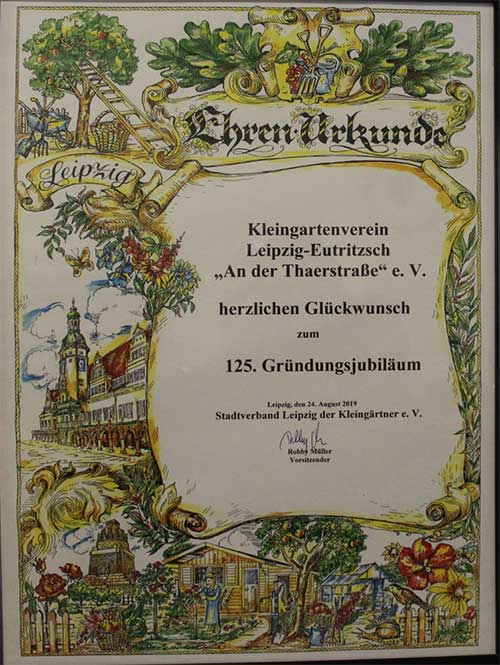 Ehren-Urkunde
Leipzig
Kleingartenverein
Leipzig-Eutritzsch
„An der Thaerstraße“ e. V.
herzlichen Glückwunsch
zum
125. Gründungsjubiläum
Leipzig, den 24. August 2019
Stadtverband Leipzig der Kleingärtner e. V.
Robby Müller
Vorsitzender